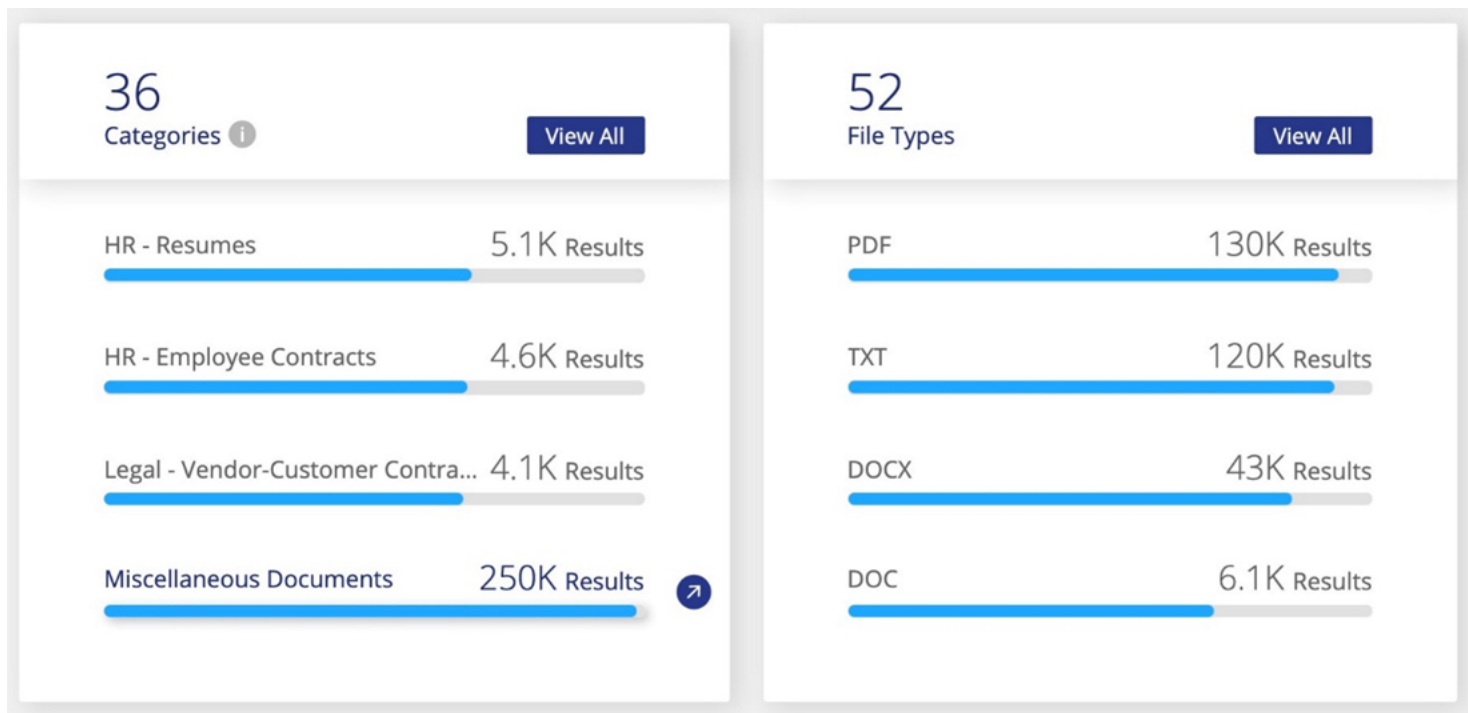 36
Categories i
View All
HR - Resumes 5.1K Results
HR - Employee Contracts 4.6K Results
Legal - Vendor-Customer Contra... 4.1K Results
Miscellaneous Documents 250K Results
52
File Types
View All
PDF 130K Results
TXT 120K Results
DOCX 43K Results
DOC 6.1K Results